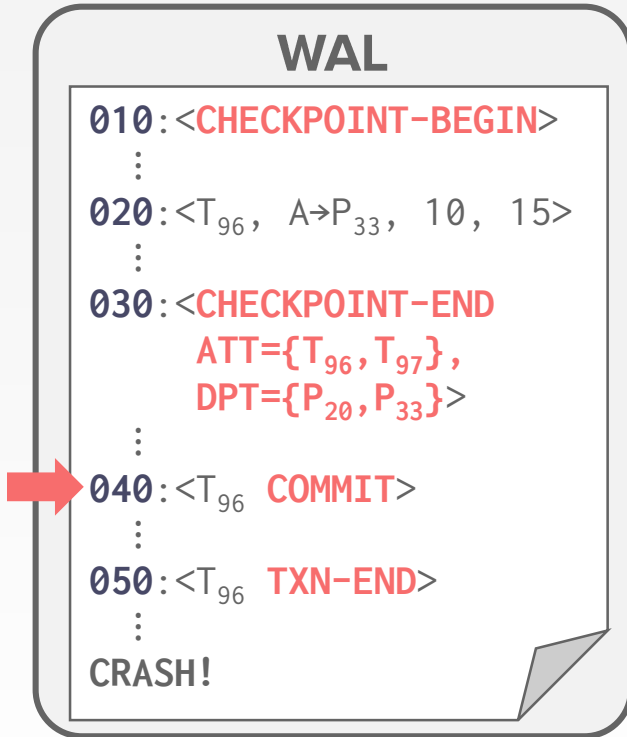 WAL
010:<CHECKPOINT-BEGIN>
⋮
020:<T₉₆, A→P₃₃, 10, 15>
⋮
030:<CHECKPOINT-END
ATT={T₉₆,T₉₇},
DPT={P₂₀,P₃₃}>
⋮
040:<T₉₆ COMMIT>
⋮
050:<T₉₆ TXN-END>
⋮
CRASH!